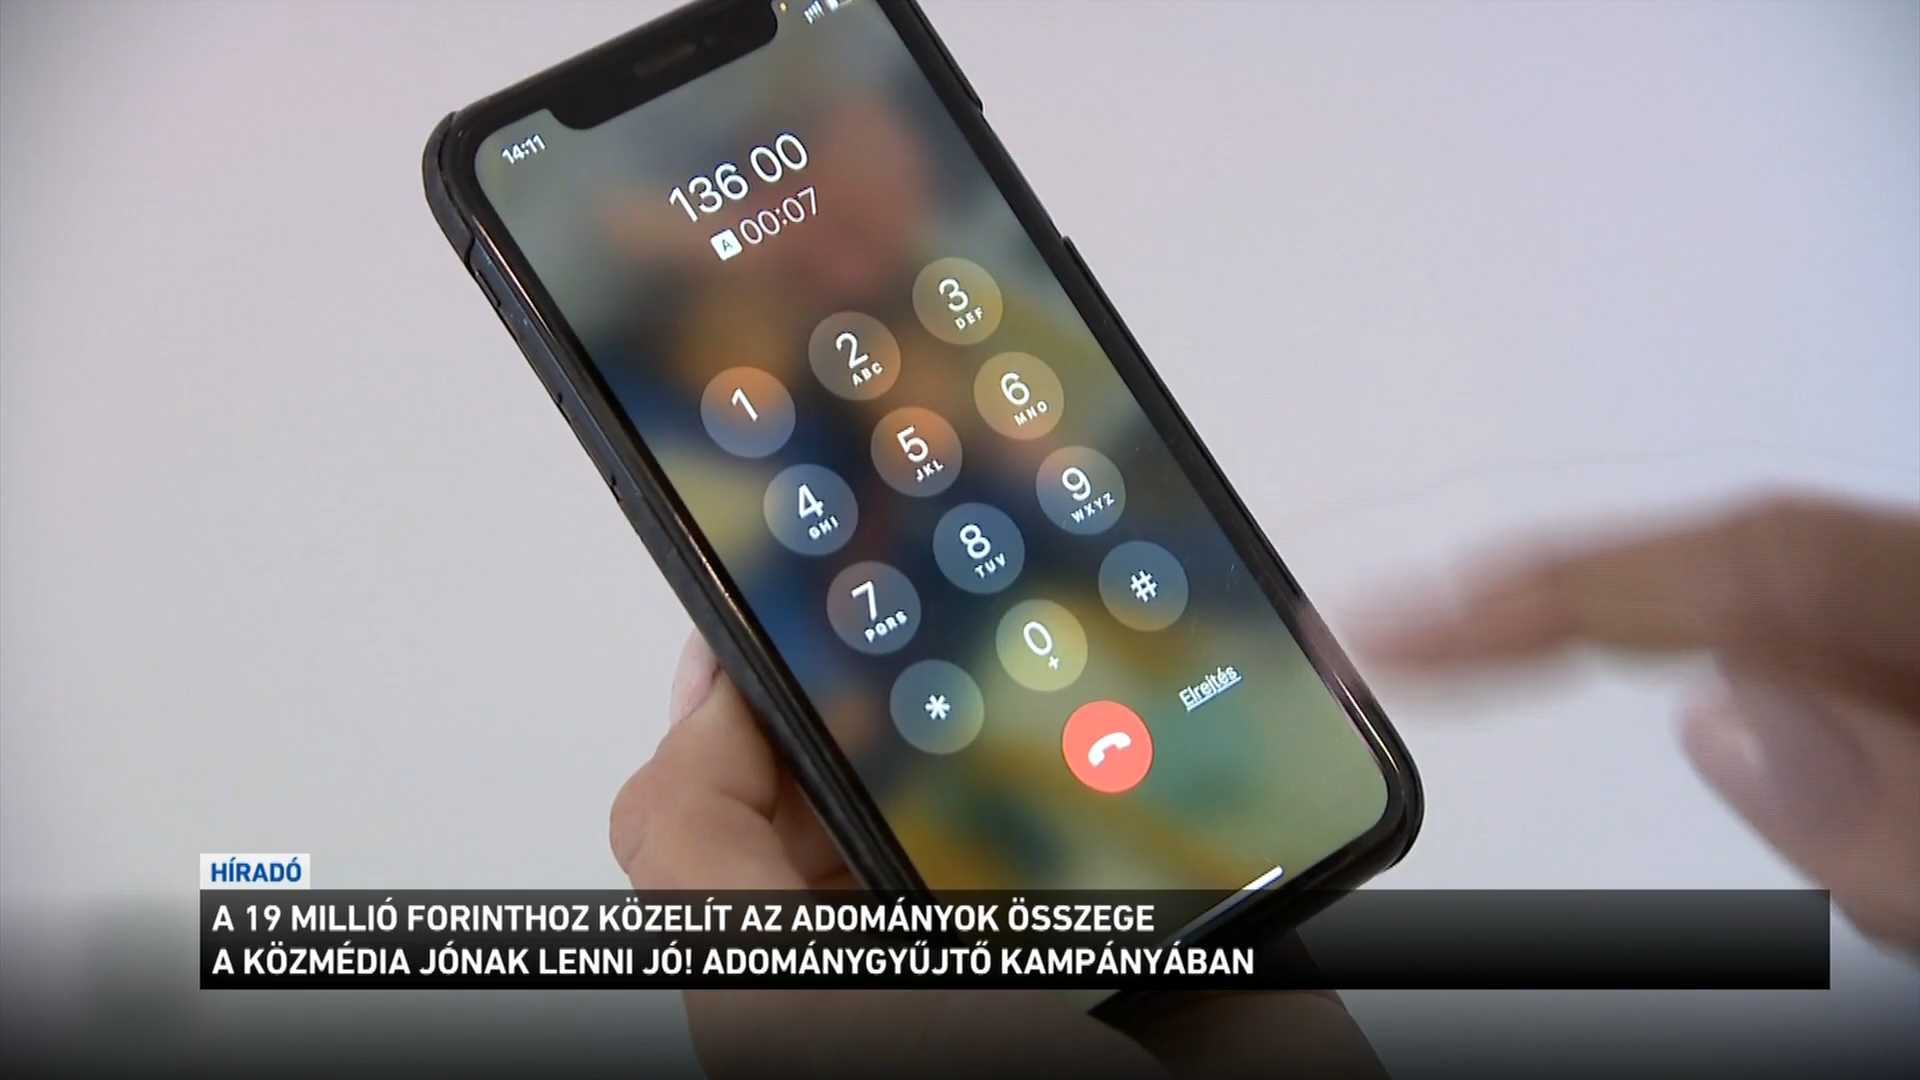 14:11
136 00
A 00:07
1
2
ABC
3
DEF
4
GHI
5
JKL
6
MNO
7
PQRS
8
TUV
9
WXYZ
*
0
+
#
Elrejtés
HÍRADÓ
A 19 MILLIÓ FORINTHOZ KÖZELÍT AZ ADOMÁNYOK ÖSSZEGE
A KÖZMÉDIA JÓNAK LENNI JÓ! ADOMÁNYGYŰJTŐ KAMPÁNYÁBAN